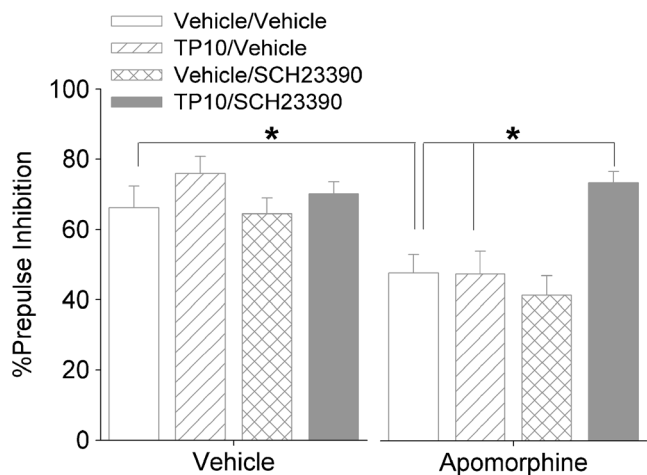 Vehicle/Vehicle
TP10/Vehicle
Vehicle/SCH23390
TP10/SCH23390
100
80
60
40
20
0
%Prepulse Inhibition
*
*
Vehicle
Apomorphine